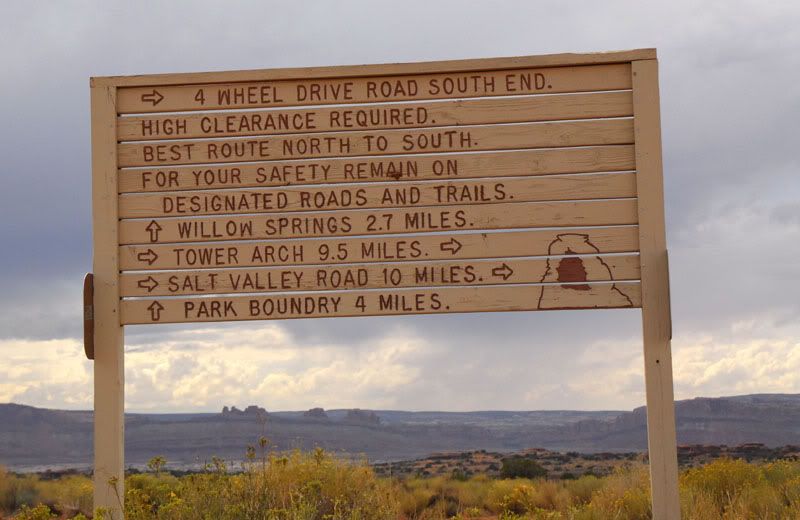 ⇨ 4 WHEEL DRIVE ROAD SOUTH END.
HIGH CLEARANCE REQUIRED.
BEST ROUTE NORTH TO SOUTH.
FOR YOUR SAFETY REMAIN ON
DESIGNATED ROADS AND TRAILS.
⇧ WILLOW SPRINGS 2.7 MILES.
⇨ TOWER ARCH 9.5 MILES. ⇨
⇨ SALT VALLEY ROAD 10 MILES. ⇨
⇧ PARK BOUNDRY 4 MILES.